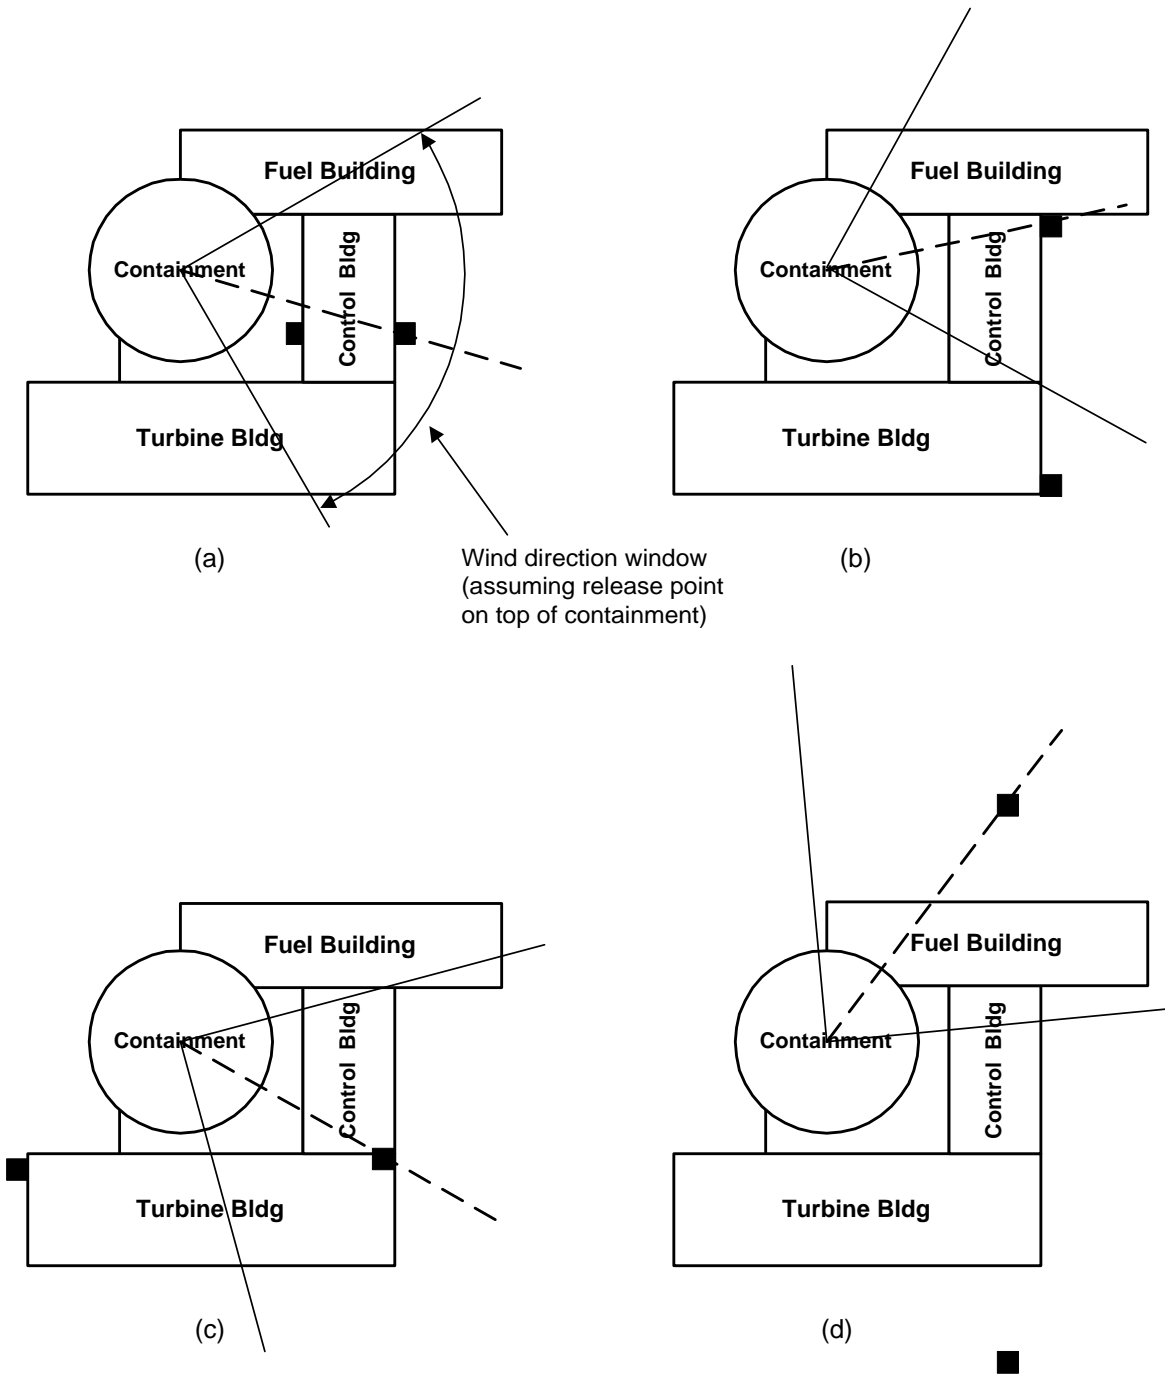 Fuel Building
Containment
Control Bldg
Turbine Bldg
(a)
Fuel Building
Containment
Control Bldg
Turbine Bldg
(b)
Wind direction window
(assuming release point
on top of containment)
Fuel Building
Containment
Control Bldg
Turbine Bldg
(c)
Fuel Building
Containment
Control Bldg
Turbine Bldg
(d)